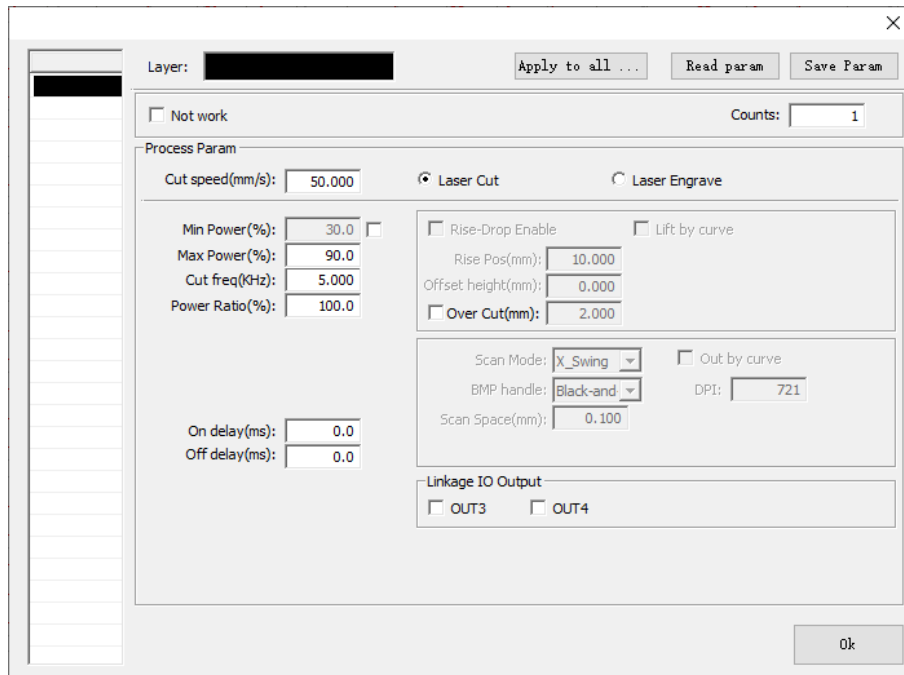 Layer:
Apply to all ...
Read param
Save Param
Not work
Counts: 1
Process Param
Cut speed(mm/s): 50.000
Laser Cut
Laser Engrave
Min Power(%): 30.0
Max Power(%): 90.0
Cut freq(KHz): 5.000
Power Ratio(%): 100.0
Rise-Drop Enable
Lift by curve
Rise Pos(mm): 10.000
Offset height(mm): 0.000
Over Cut(mm): 2.000
Scan Mode: X_Swing
Out by curve
BMP handle: Black-and
DPI: 721
Scan Space(mm): 0.100
On delay(ms): 0.0
Off delay(ms): 0.0
Linkage IO Output
OUT3
OUT4
Ok